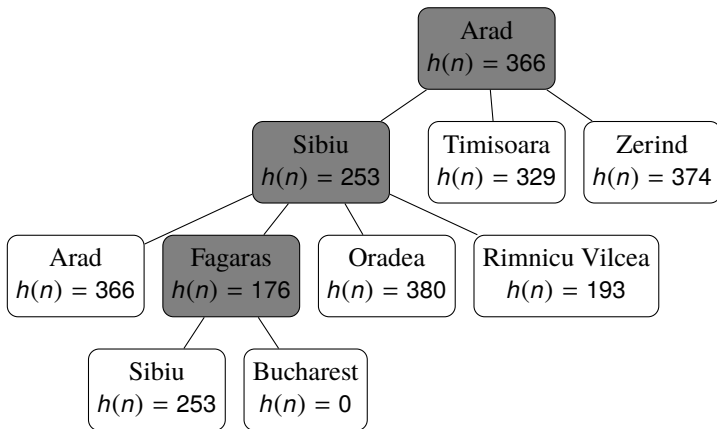 Arad
h(n) = 366
Sibiu
h(n) = 253
Timisoara
h(n) = 329
Zerind
h(n) = 374
Arad
h(n) = 366
Fagaras
h(n) = 176
Oradea
h(n) = 380
Rimnicu Vilcea
h(n) = 193
Sibiu
h(n) = 253
Bucharest
h(n) = 0